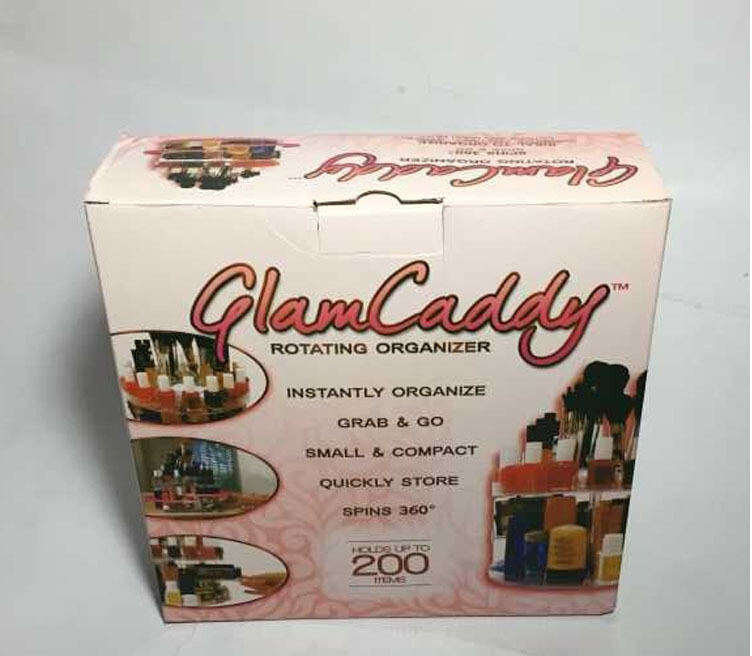 GlamCaddy
ROTATING ORGANIZER
GlamCaddy™
ROTATING ORGANIZER
INSTANTLY ORGANIZE
GRAB & GO
SMALL & COMPACT
QUICKLY STORE
SPINS 360°
HOLDS UP TO
200
ITEMS